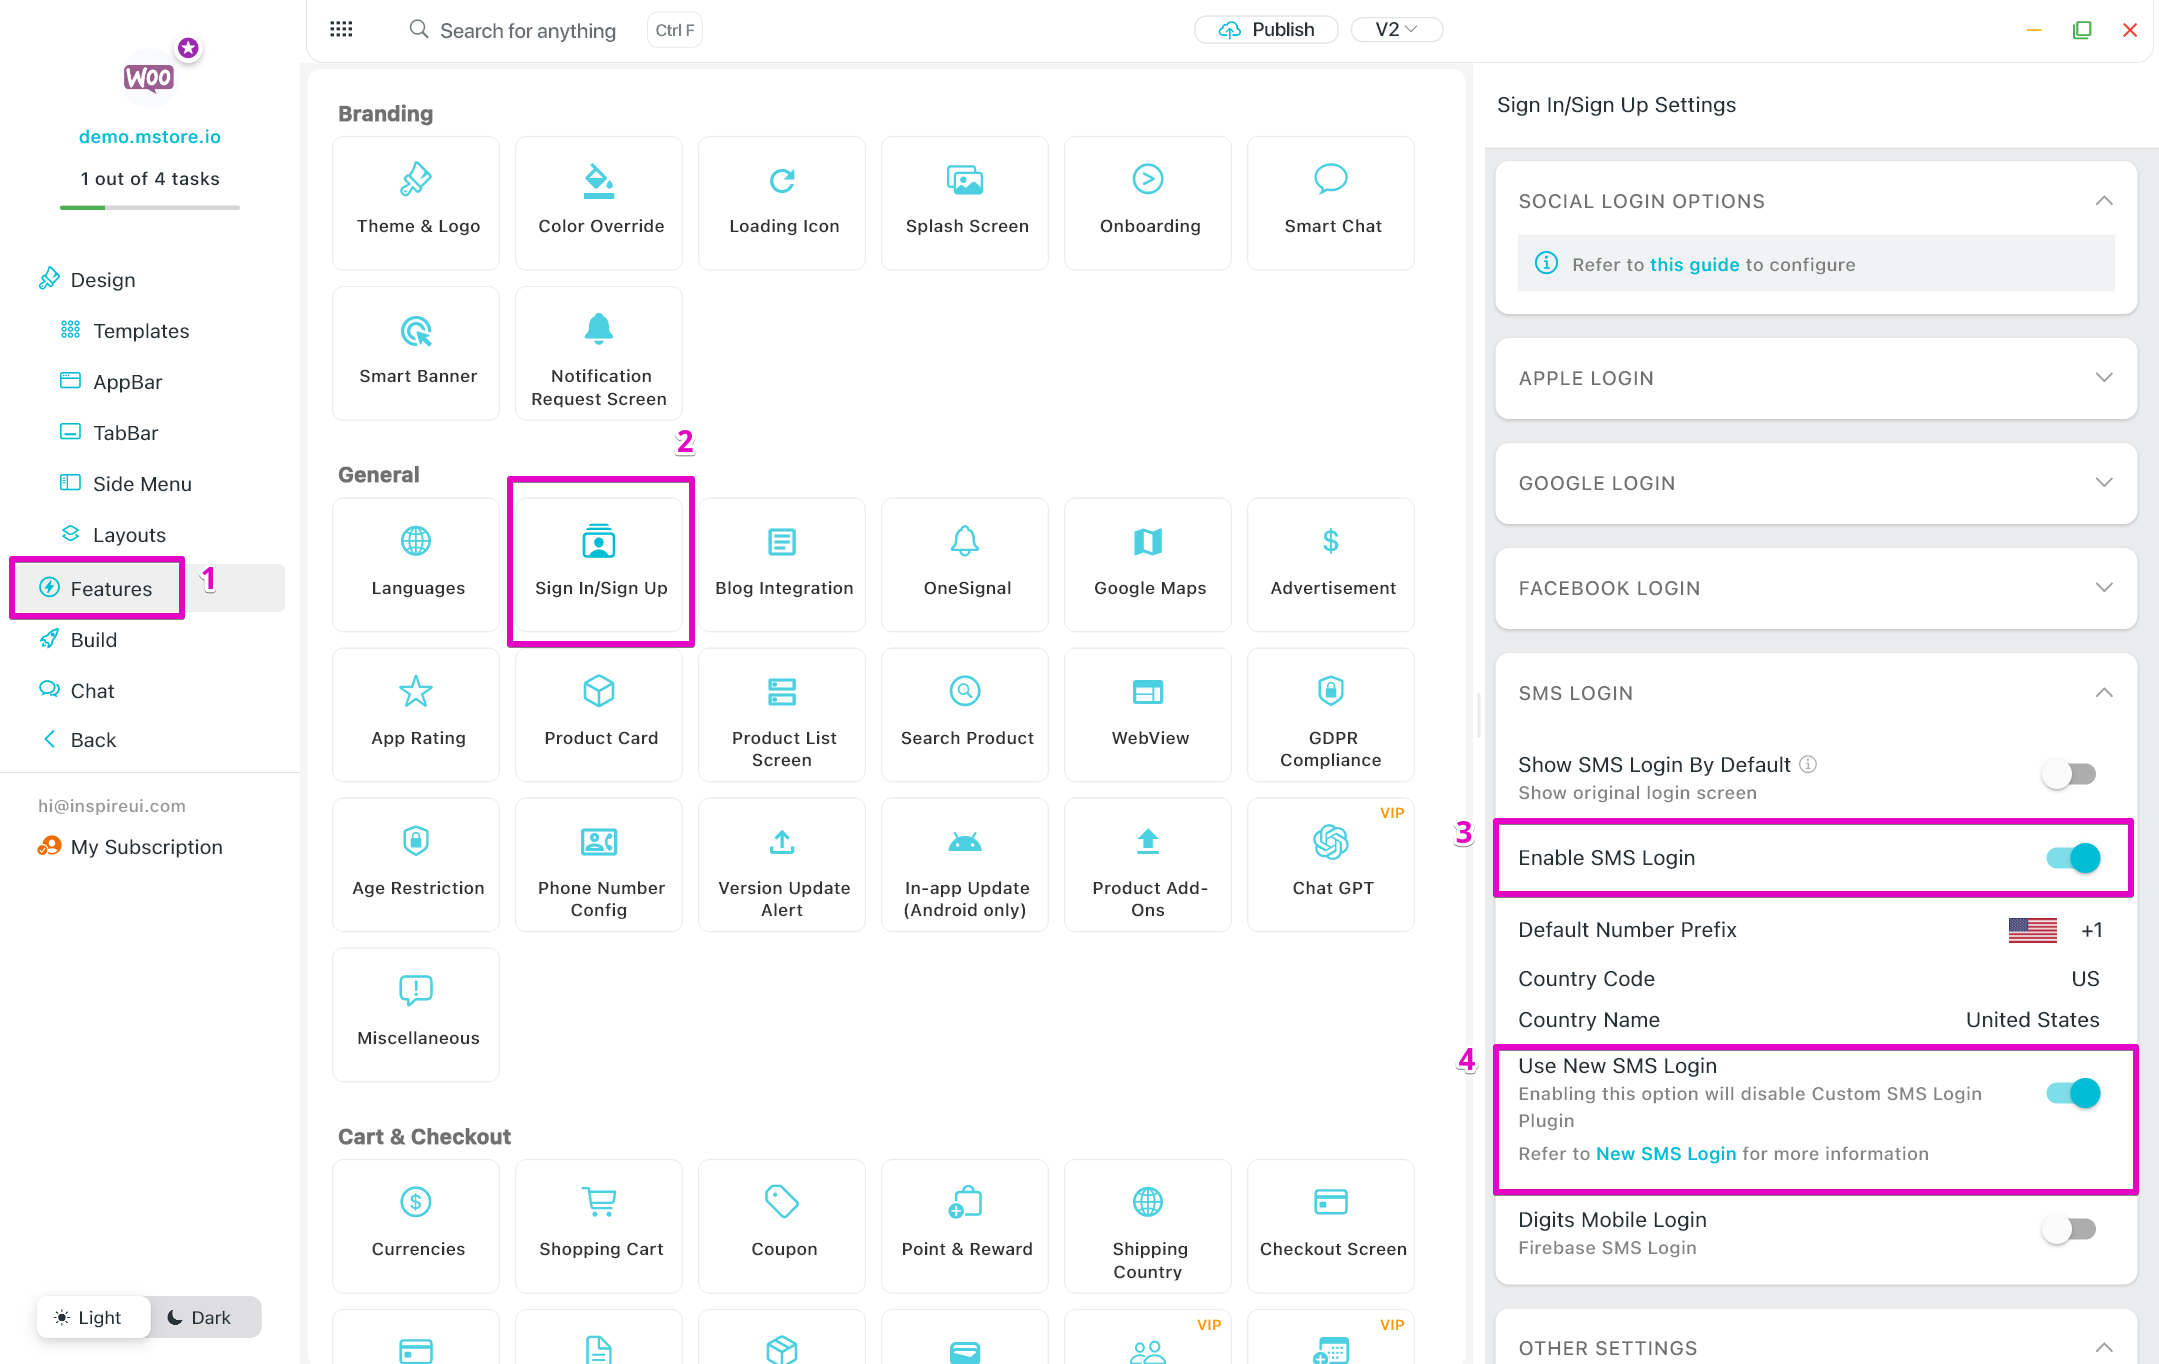 Search for anything
Ctrl F
Publish
V2
WOO
demo.mstore.io
1 out of 4 tasks
Design
Templates
AppBar
TabBar
Side Menu
Layouts
Features
1
Build
Chat
Back
hi@inspireui.com
My Subscription
Light
Dark
Branding
Theme & Logo
Color Override
Loading Icon
Splash Screen
Onboarding
Smart Chat
Smart Banner
Notification
Request Screen
2
General
Languages
Sign In/Sign Up
Blog Integration
OneSignal
Google Maps
Advertisement
App Rating
Product Card
Product List
Screen
Search Product
WebView
GDPR
Compliance
Age Restriction
Phone Number
Config
Version Update
Alert
In-app Update
(Android only)
Product Add-
Ons
VIP
Chat GPT
Miscellaneous
Cart & Checkout
Currencies
Shopping Cart
Coupon
Point & Reward
Shipping
Country
Checkout Screen
VIP
VIP
Sign In/Sign Up Settings
SOCIAL LOGIN OPTIONS
Refer to this guide to configure
APPLE LOGIN
GOOGLE LOGIN
FACEBOOK LOGIN
SMS LOGIN
Show SMS Login By Default
Show original login screen
3
Enable SMS Login
Default Number Prefix
+1
Country Code
US
Country Name
United States
4
Use New SMS Login
Enabling this option will disable Custom SMS Login
Plugin
Refer to New SMS Login for more information
Digits Mobile Login
Firebase SMS Login
OTHER SETTINGS